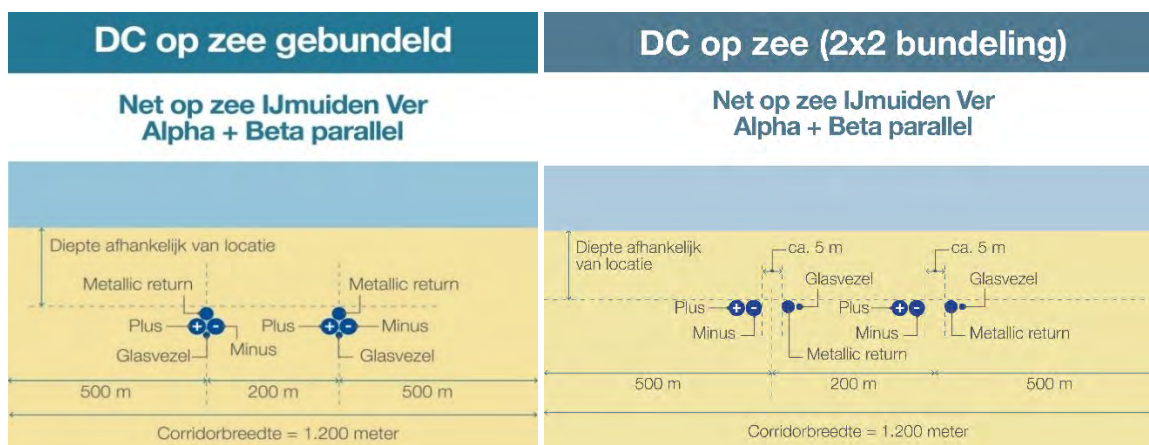 DC op zee gebundeld
Net op zee IJmuiden Ver
Alpha + Beta parallel
Diepte afhankelijk van locatie
Metallic return
Metallic return
Plus
+ -
Plus
+ -
Minus
Minus
Glasvezel
Glasvezel
500 m
200 m
500 m
Corridorbreedte = 1.200 meter
DC op zee (2x2 bundeling)
Net op zee IJmuiden Ver
Alpha + Beta parallel
Diepte afhankelijk
van locatie
ca. 5 m
ca. 5 m
Glasvezel
Glasvezel
Plus
+ -
Plus
+ -
Minus
Minus
Metallic return
Metallic return
500 m
200 m
500 m
Corridorbreedte = 1.200 meter